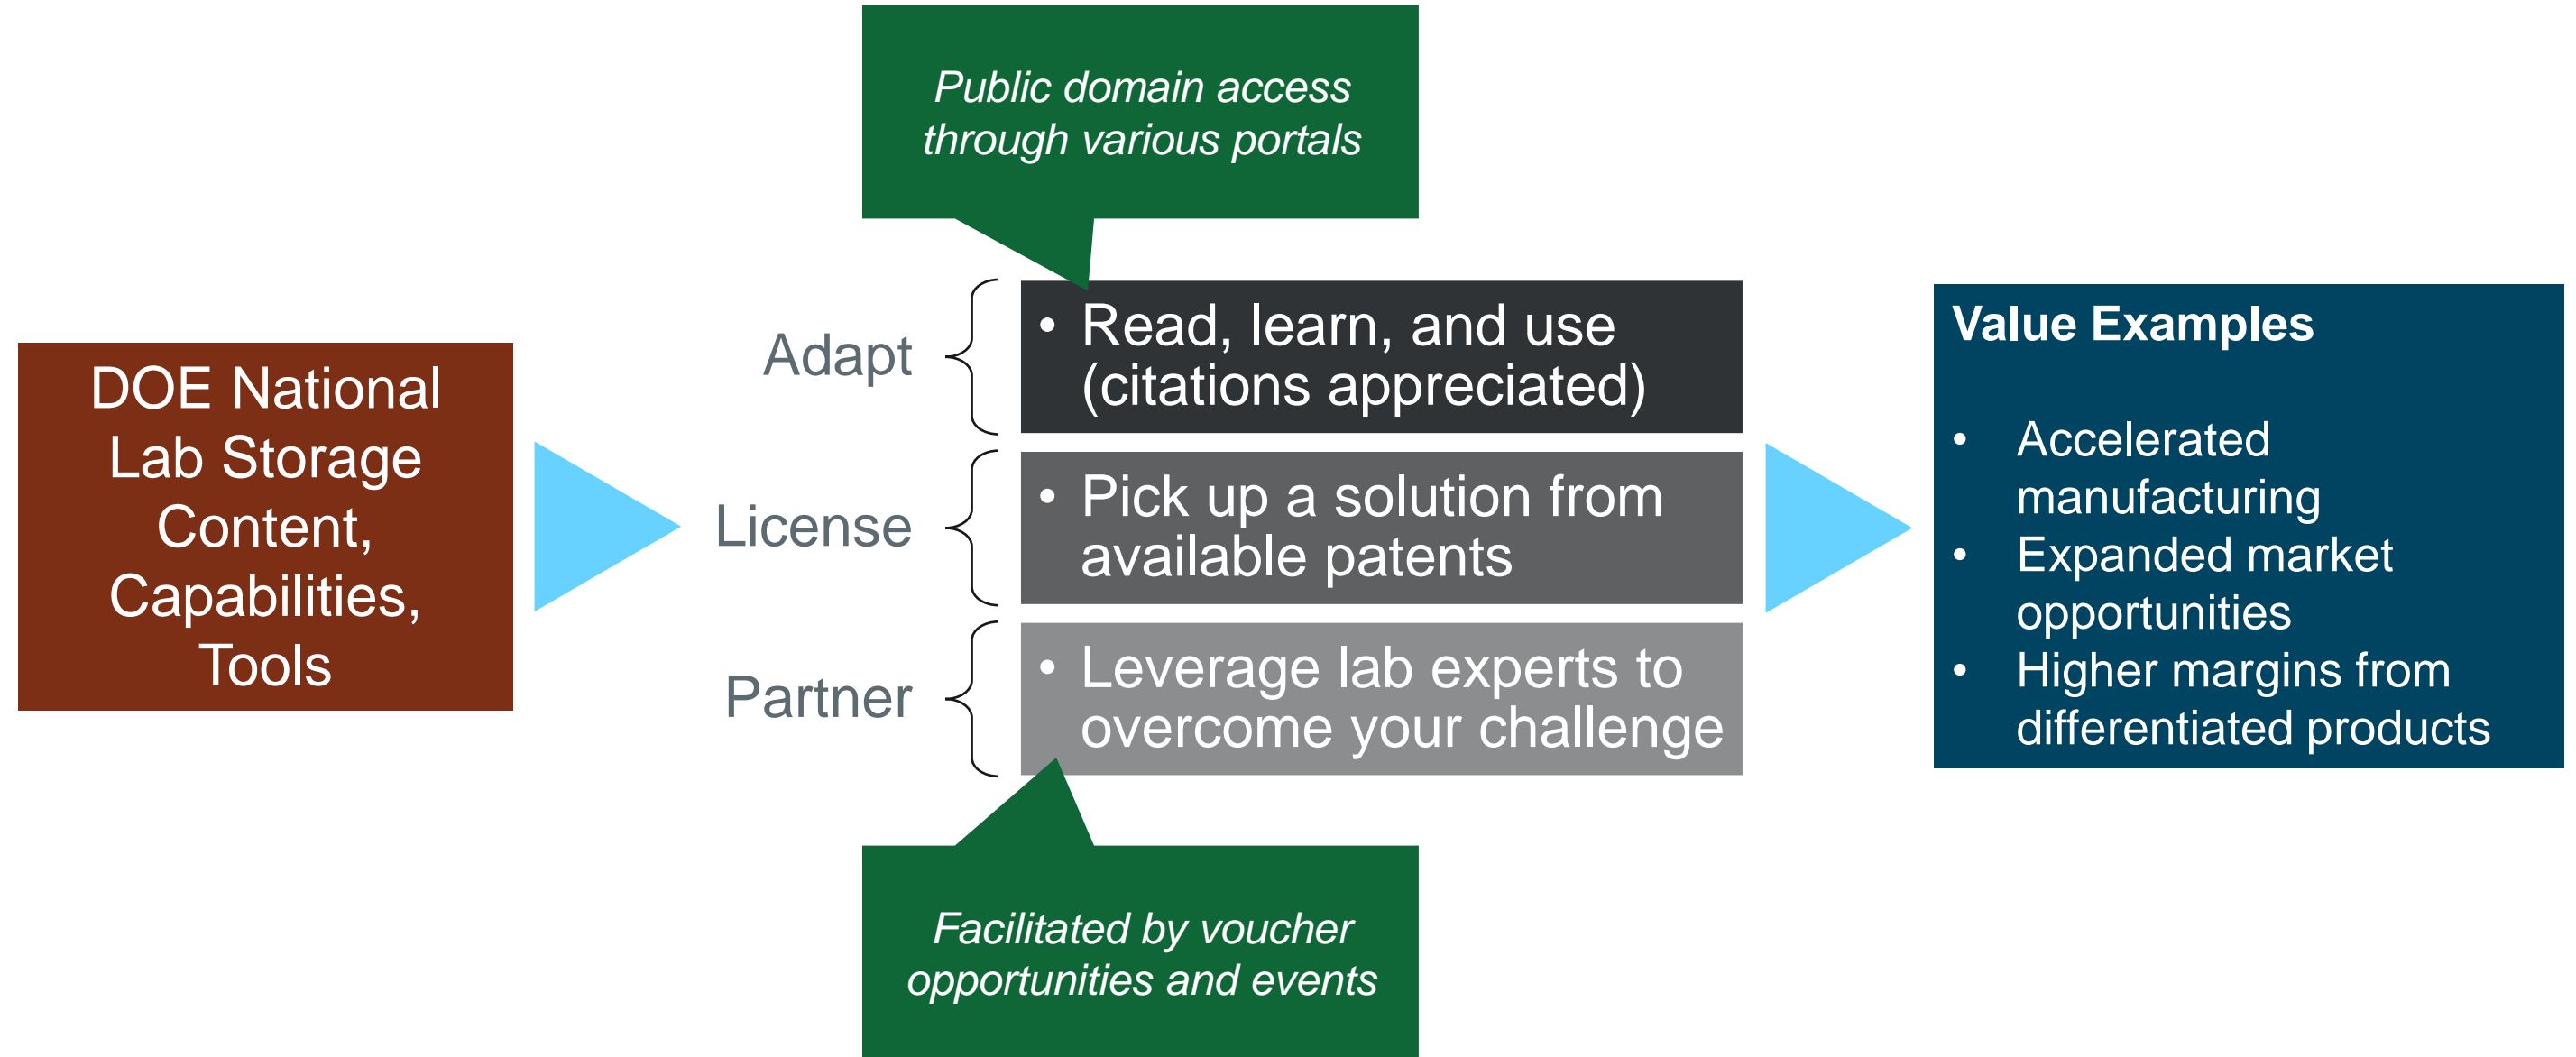 Public domain access
through various portals
DOE National
Lab Storage
Content,
Capabilities,
Tools
Adapt
• Read, learn, and use
(citations appreciated)
License
• Pick up a solution from
available patents
Partner
• Leverage lab experts to
overcome your challenge
Facilitated by voucher
opportunities and events
Value Examples
• Accelerated
manufacturing
• Expanded market
opportunities
• Higher margins from
differentiated products